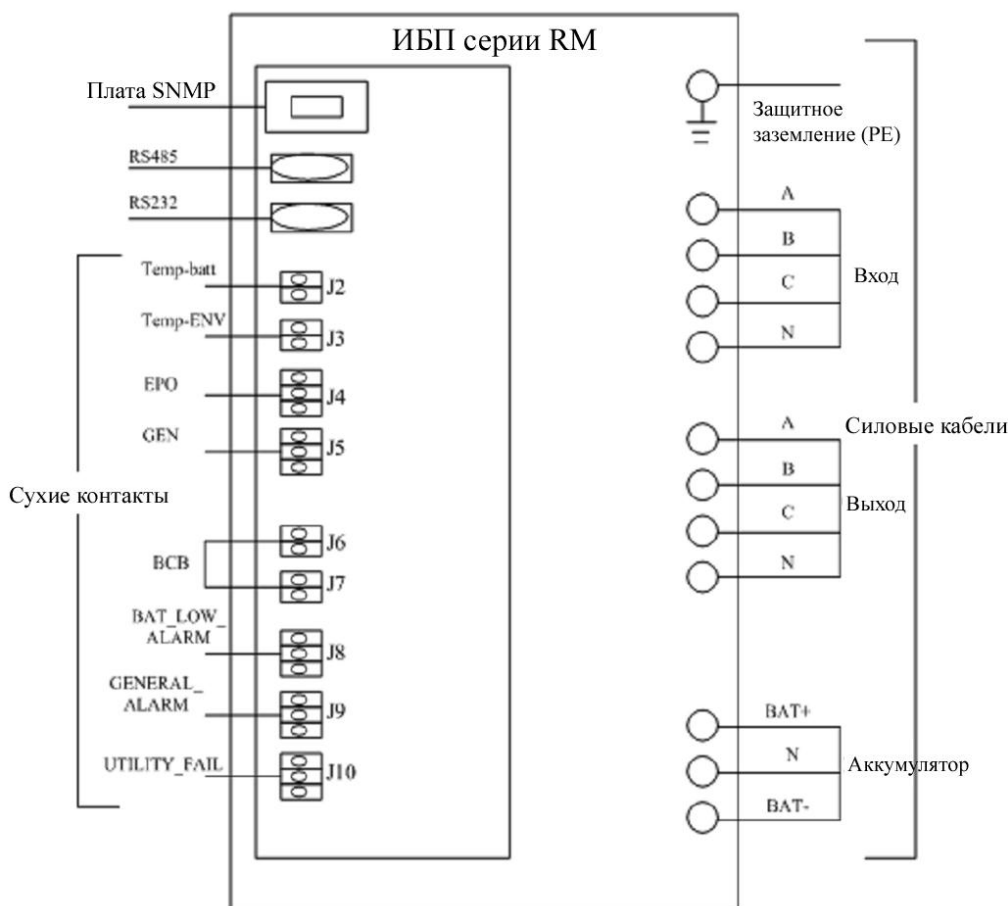 ИБП серии RM
Плата SNMP
RS485
RS232
Temp-batt
J2
Temp-ENV
J3
EPO
J4
GEN
J5
Сухие контакты
BCB
J6
J7
BAT_LOW_
ALARM
J8
GENERAL_
ALARM
J9
UTILITY_FAIL
J10
Защитное
заземление (PE)
A
B
C
N
Вход
Силовые кабели
A
B
C
N
Выход
BAT+
N
BAT-
Аккумулятор